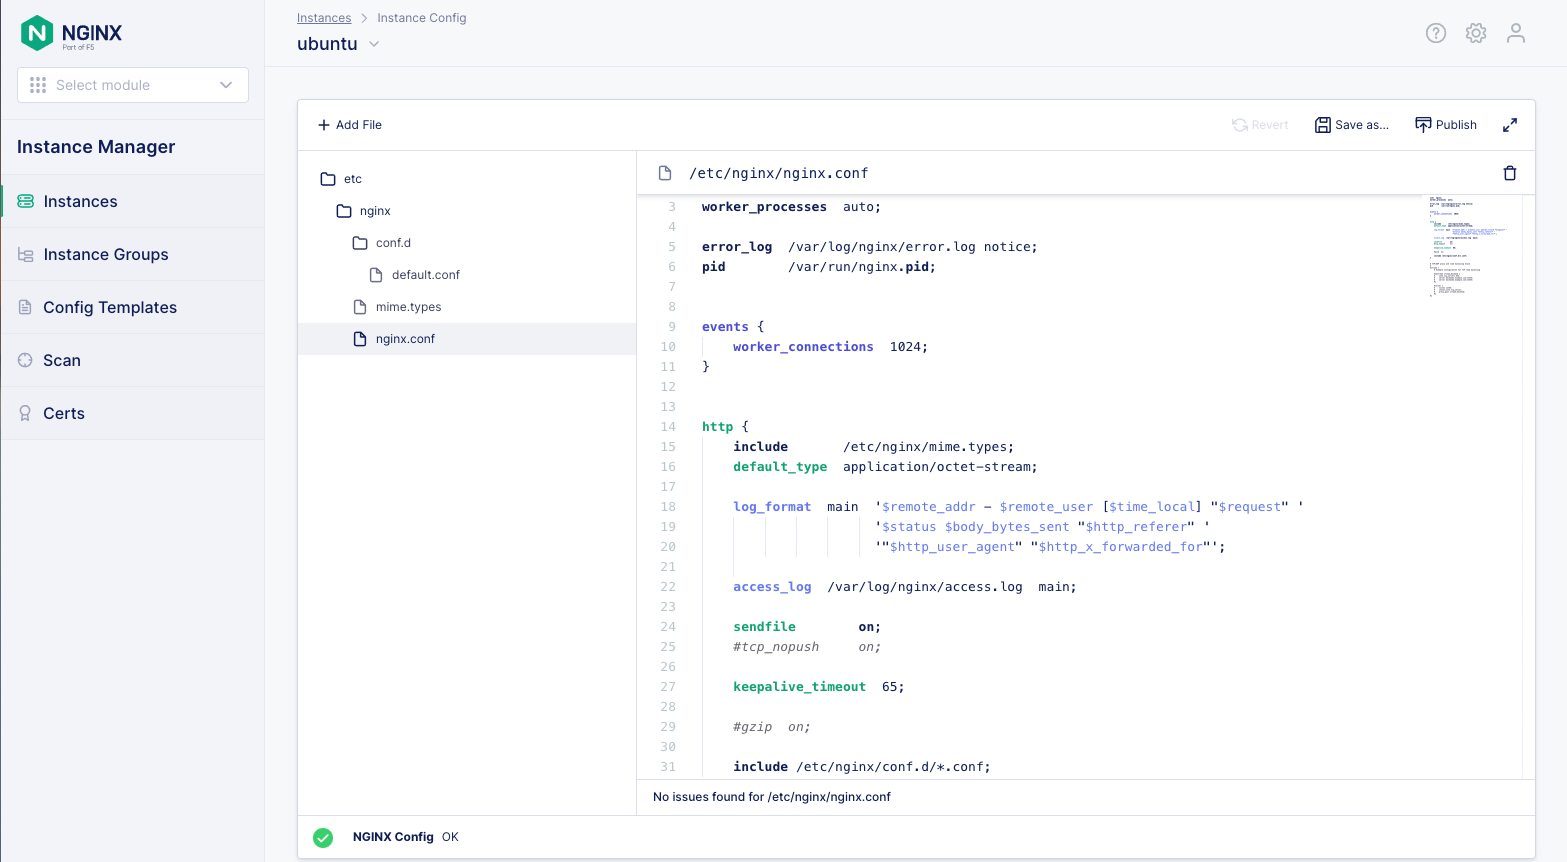 NGINX
Part of F5
Select module
Instance Manager
Instances
Instance Groups
Config Templates
Scan
Certs
Instances > Instance Config
ubuntu
+ Add File
Revert
Save as...
Publish
etc
nginx
conf.d
default.conf
mime.types
nginx.conf
/etc/nginx/nginx.conf
3 worker_processes  auto;
4
5 error_log  /var/log/nginx/error.log notice;
6 pid        /var/run/nginx.pid;
7
8
9 events {
10     worker_connections  1024;
11 }
12
13
14 http {
15     include       /etc/nginx/mime.types;
16     default_type  application/octet-stream;
17
18     log_format  main  '$remote_addr - $remote_user [$time_local] "$request" '
19                       '$status $body_bytes_sent "$http_referer" '
20                       '"$http_user_agent" "$http_x_forwarded_for"';
21
22     access_log  /var/log/nginx/access.log  main;
23
24     sendfile        on;
25     #tcp_nopush     on;
26
27     keepalive_timeout  65;
28
29     #gzip  on;
30
31     include /etc/nginx/conf.d/*.conf;
No issues found for /etc/nginx/nginx.conf
NGINX Config OK